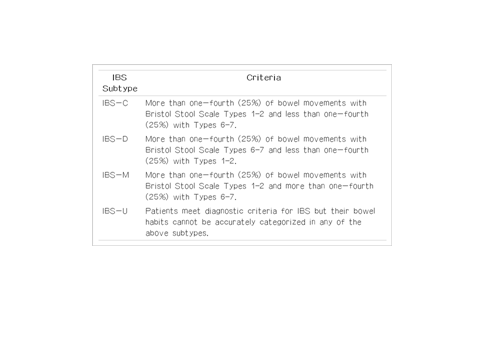 IBS Criteria
Subtype
IBS-C More than one-fourth (25%) of bowel movements with
Bristol Stool Scale Types 1-2 and less than one-fourth
(25%) with Types 6-7.
IBS-D More than one-fourth (25%) of bowel movements with
Bristol Stool Scale Types 6-7 and less than one-fourth
(25%) with Types 1-2.
IBS-M More than one-fourth (25%) of bowel movements with
Bristol Stool Scale Types 1-2 and more than one-fourth
(25%) with Types 6-7.
IBS-U Patients meet diagnostic criteria for IBS but their bowel
habits cannot be accurately categorized in any of the
above subtypes.